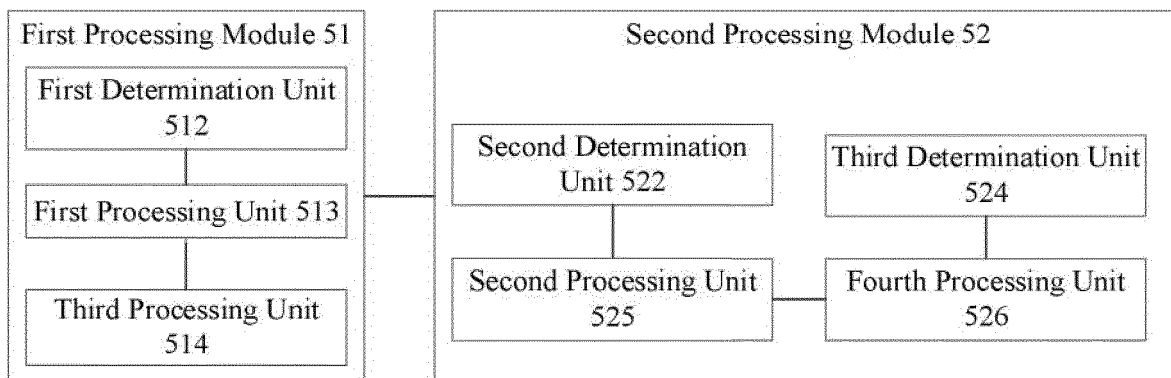 First Processing Module 51
First Determination Unit
512
First Processing Unit 513
Third Processing Unit
514
Second Processing Module 52
Second Determination
Unit 522
Third Determination Unit
524
Second Processing Unit
525
Fourth Processing Unit
526